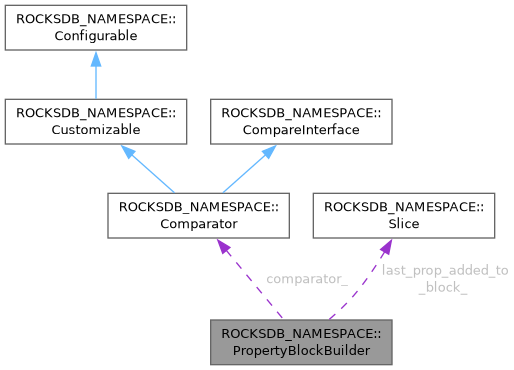 ROCKSDB_NAMESPACE::
Configurable
ROCKSDB_NAMESPACE::
Customizable
ROCKSDB_NAMESPACE::
CompareInterface
ROCKSDB_NAMESPACE::
Comparator
ROCKSDB_NAMESPACE::
Slice
comparator_
last_prop_added_to
_block_
ROCKSDB_NAMESPACE::
PropertyBlockBuilder